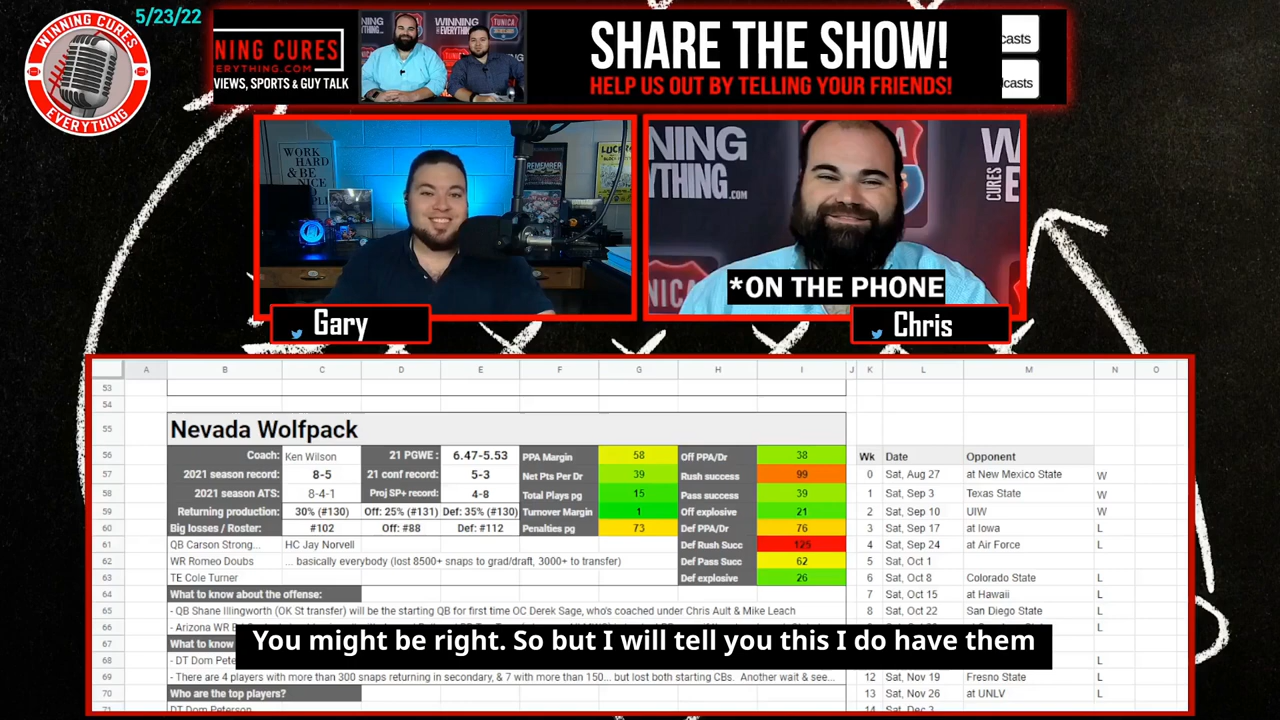 5/23/22
WINNING CURES
EVERYTHING
NING CURES
ERYTHING.COM
VIEWS, SPORTS & GUY TALK
SHARE THE SHOW!
HELP US OUT BY TELLING YOUR FRIENDS!
casts
casts
WORK
HARD
& BE
NICE
REMEMBER
NING
YTHING.COM
TUNICA
CURES
*ON THE PHONE
Gary
Chris
A B C D E F G H I J K L M N O
53
54
55 Nevada Wolfpack
56 Coach: Ken Wilson 21 PGWE : 6.47-5.53 PPA Margin 58 Off PPA/Dr 38 Wk Date Opponent
57 2021 season record: 8-5 21 conf record: 5-3 Net Pts Per Dr 39 Rush success 99 0 Sat, Aug 27 at New Mexico State W
58 2021 season ATS: 8-4-1 Proj SP+ record: 4-8 Total Plays pg 15 Pass success 39 1 Sat, Sep 3 Texas State W
59 Returning production: 30% (#130) Off: 25% (#131) Def: 35% (#130) Turnover Margin 1 Off explosive 21 2 Sat, Sep 10 UIW W
60 Big losses / Roster: #102 Off: #88 Def: #112 Penalties pg 73 Def PPA/Dr 76 3 Sat, Sep 17 at Iowa L
61 QB Carson Strong... HC Jay Norvell Def Rush Succ 125 4 Sat, Sep 24 at Air Force L
62 WR Romeo Doubs ... basically everybody (lost 8500+ snaps to grad/draft, 3000+ to transfer) Def Pass Succ 62 5 Sat, Oct 1
63 TE Cole Turner Def explosive 26 6 Sat, Oct 8 Colorado State L
64 What to know about the offense: 7 Sat, Oct 15 at Hawaii L
65 - QB Shane Illingworth (OK St transfer) will be the starting QB for first time OC Derek Sage, who's coached under Chris Ault & Mike Leach 8 Sat, Oct 22 San Diego State L
66 - Arizona WR
67 What to know
68 - DT Dom Pete L
69 - There are 4 players with more than 300 snaps returning in secondary, & 7 with more than 150... but lost both starting CBs. Another wait & see... 12 Sat, Nov 19 Fresno State L
70 Who are the top players? 13 Sat, Nov 26 at UNLV L
71 DT Dom Peterson 14 Sat, Dec 3
You might be right. So but I will tell you this I do have them